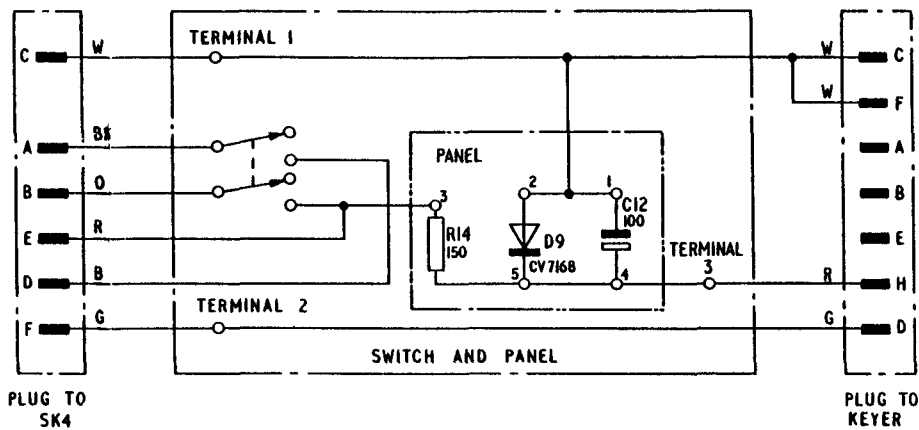 C W TERMINAL 1 W C
W F
A BS A
PANEL
B O 3 2 1 B
C12
100
E R R14 D9 E
150
CV7168 TERMINAL
D B 5 4 3 R H
F G TERMINAL 2 G D
SWITCH AND PANEL
PLUG TO
SK4
PLUG TO
KEYER